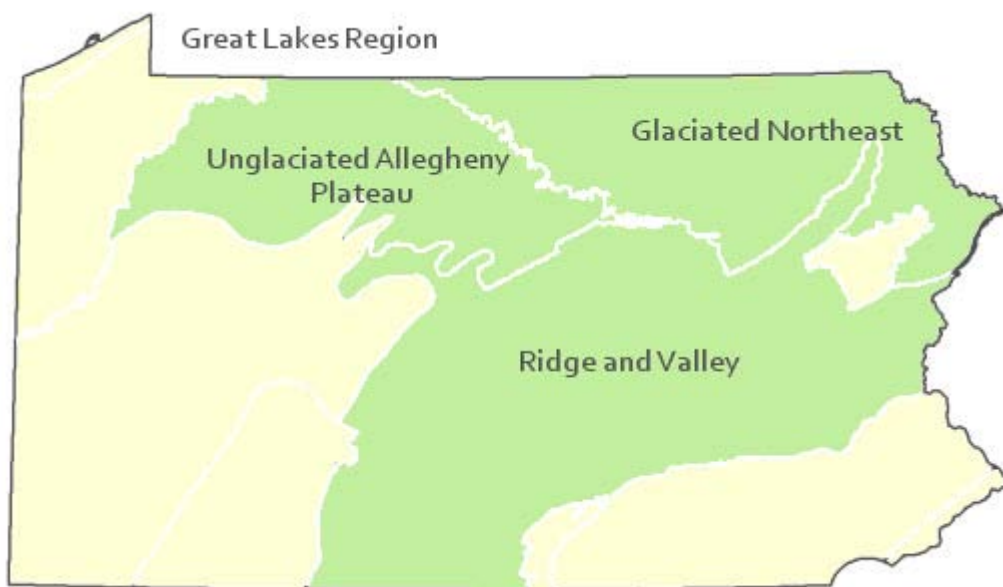 Great Lakes Region
Glaciated Northeast
Unglaciated Allegheny
Plateau
Ridge and Valley